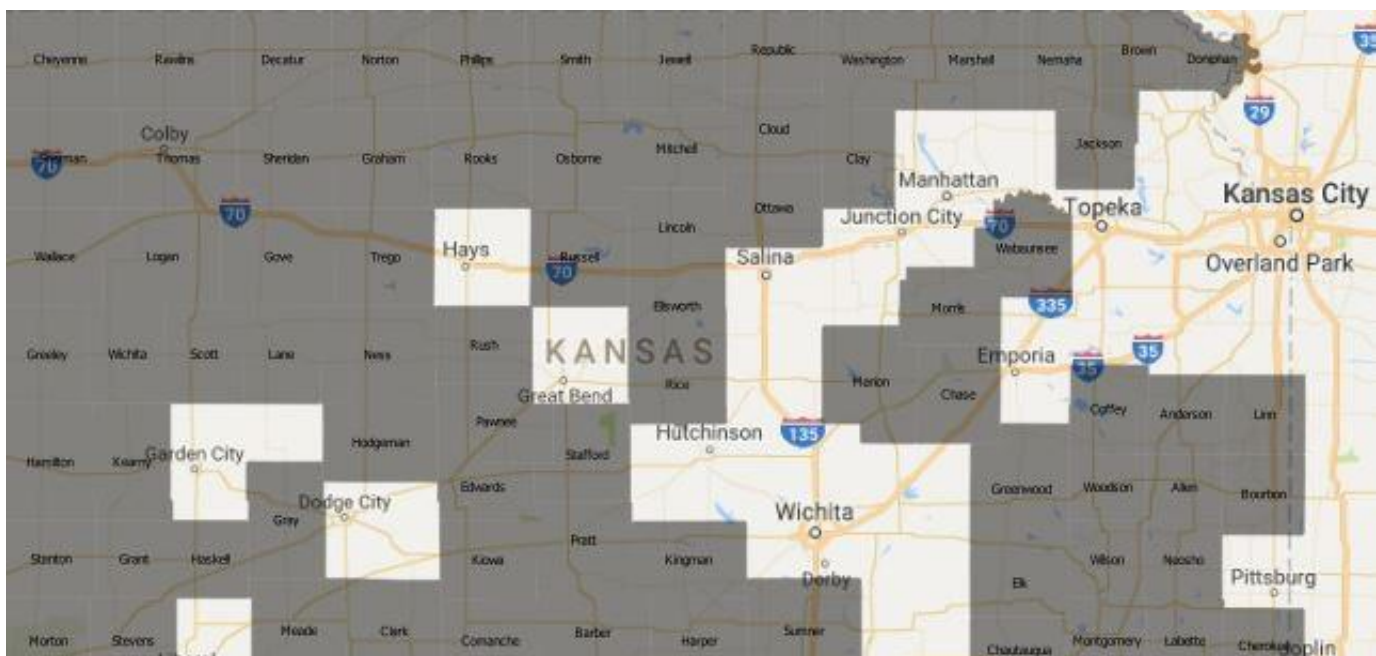 35
Republic
Brown
Cheyenne
Rawlins
Decatur
Norton
Phillips
Smith
Jewell
Washington
Marshall
Nemaha
Doniphan
29
Colby
Cloud
Jackson
70
Thomas
Sheridan
Graham
Rooks
Osborne
Mitchell
Clay
Manhattan
Kansas City
70
Ottawa
Junction City
70
Topeka
Lincoln
Hays
Wabaunsee
Wallace
Logan
Gove
Trego
70
Russell
Salina
Overland Park
Ellsworth
Morris
335
KANSAS
Greeley
Wichita
Scott
Lane
Ness
Rush
Emporia
35
35
Rice
Marion
Chase
Great Bend
Coffey
Anderson
Linn
Pawnee
Hutchinson
135
Hodgeman
Garden City
Hamilton
Kearny
Stafford
Edwards
Greenwood
Woodson
Allen
Bourbon
Dodge City
Gray
Wichita
Pratt
Stanton
Grant
Haskell
Kiowa
Kingman
Wilson
Neosho
Derby
Elk
Pittsburg
Morton
Stevens
Meade
Clark
Comanche
Barber
Harper
Sumner
Chautauqua
Montgomery
Labette
Cherokee
Joplin